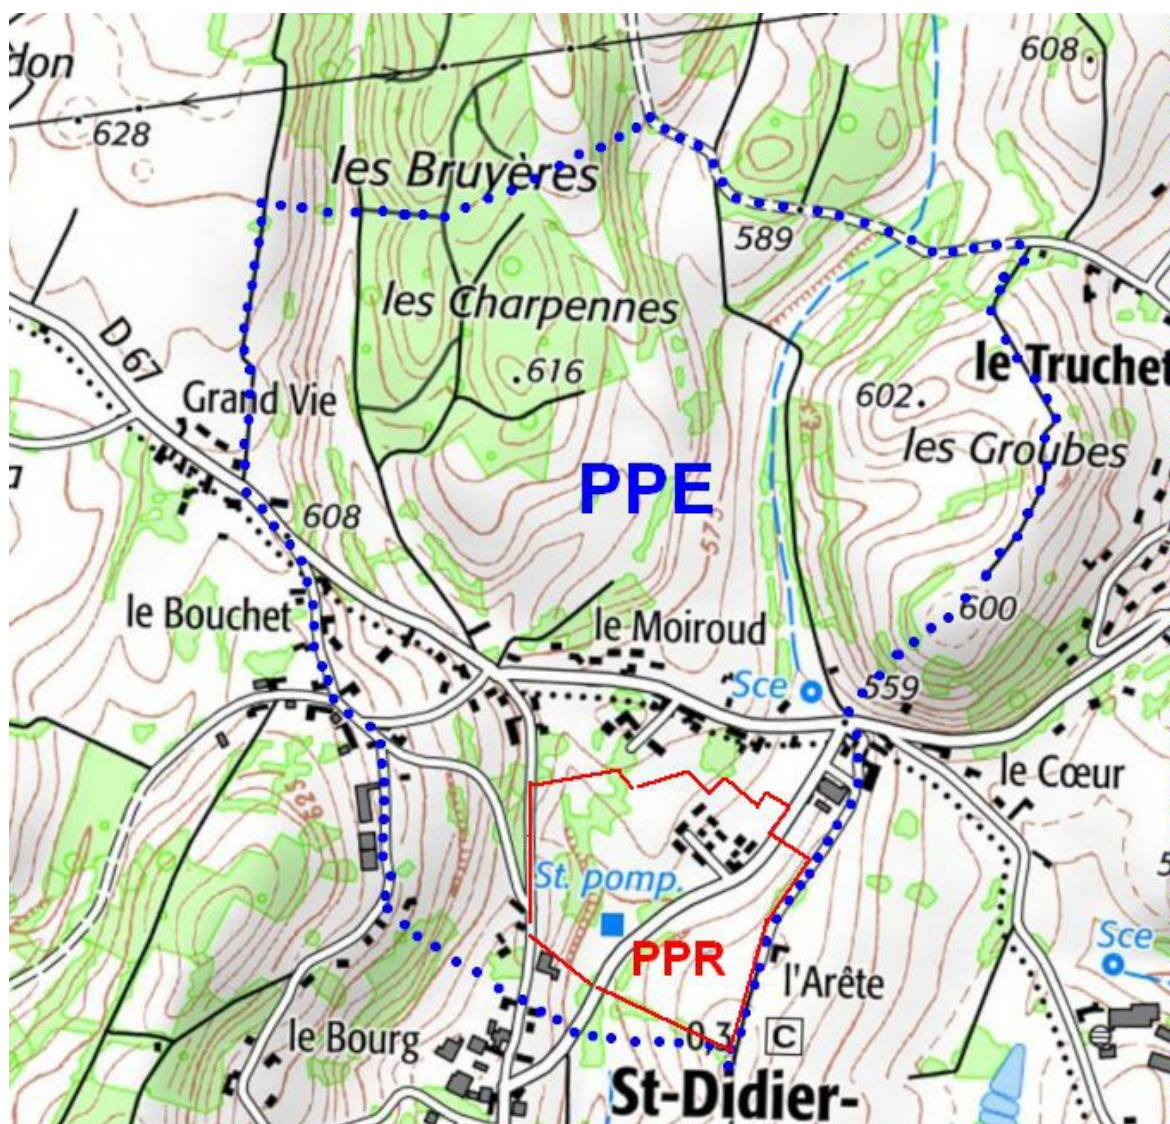 don
608
628
les Bruyères
589
les Charpennes
le Truchet
D 67
616
Grand Vie
602
les Groubes
PPE
608
575
le Bouchet
le Moiroud
600
Sce
559
le Cœur
625
St. pomp.
PPR
Sce
l'Arête
le Bourg
0,3
C
St-Didier-